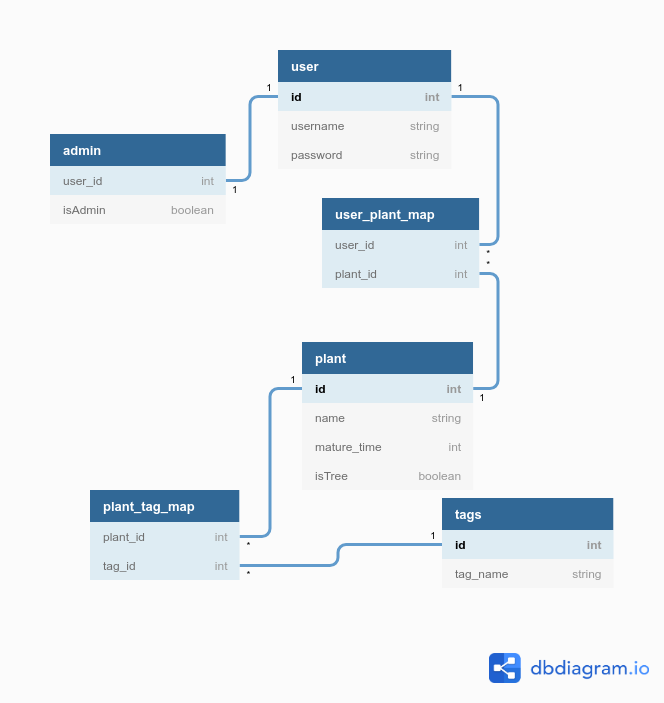 user
1
id int
1
username string
password string
admin
user_id int
1
isAdmin boolean
user_plant_map
user_id int
*
*
plant_id int
plant
1
id int
1
name string
mature_time int
isTree boolean
plant_tag_map
plant_id int
*
tag_id int
*
tags
1
id int
tag_name string
dbdiagram.io